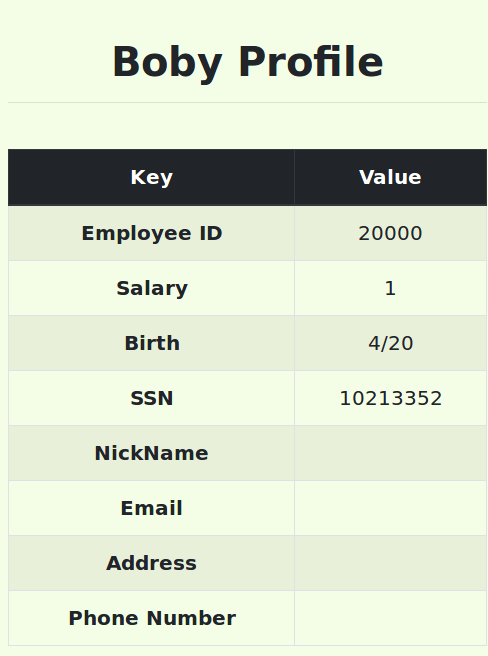 Boby Profile
Key Value
Employee ID 20000
Salary 1
Birth 4/20
SSN 10213352
NickName
Email
Address
Phone Number